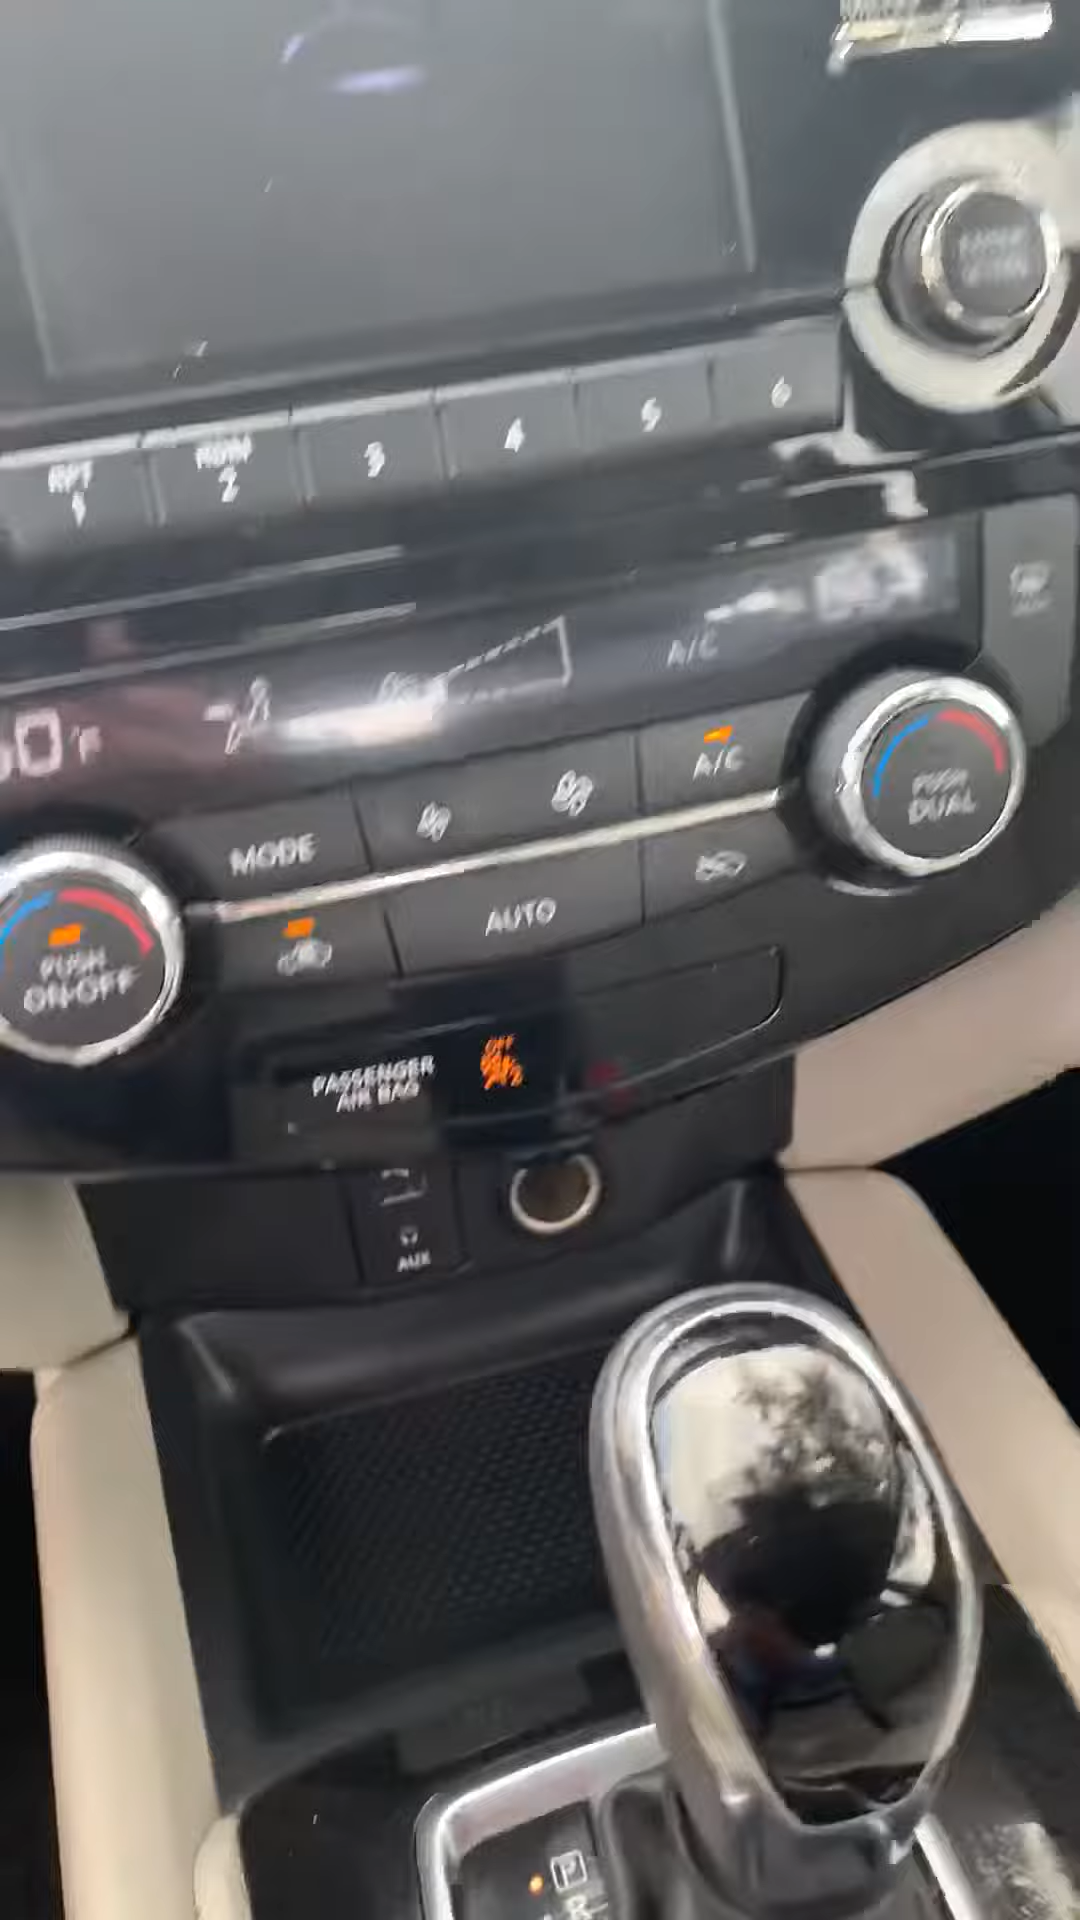 RPT
1
RDM
2
3
4
5
6
A/C
0°F
A/C
MODE
PUSH
DUAL
AUTO
PUSH
ON·OFF
PASSENGER
AIR BAG
OFF
AUX
P
R